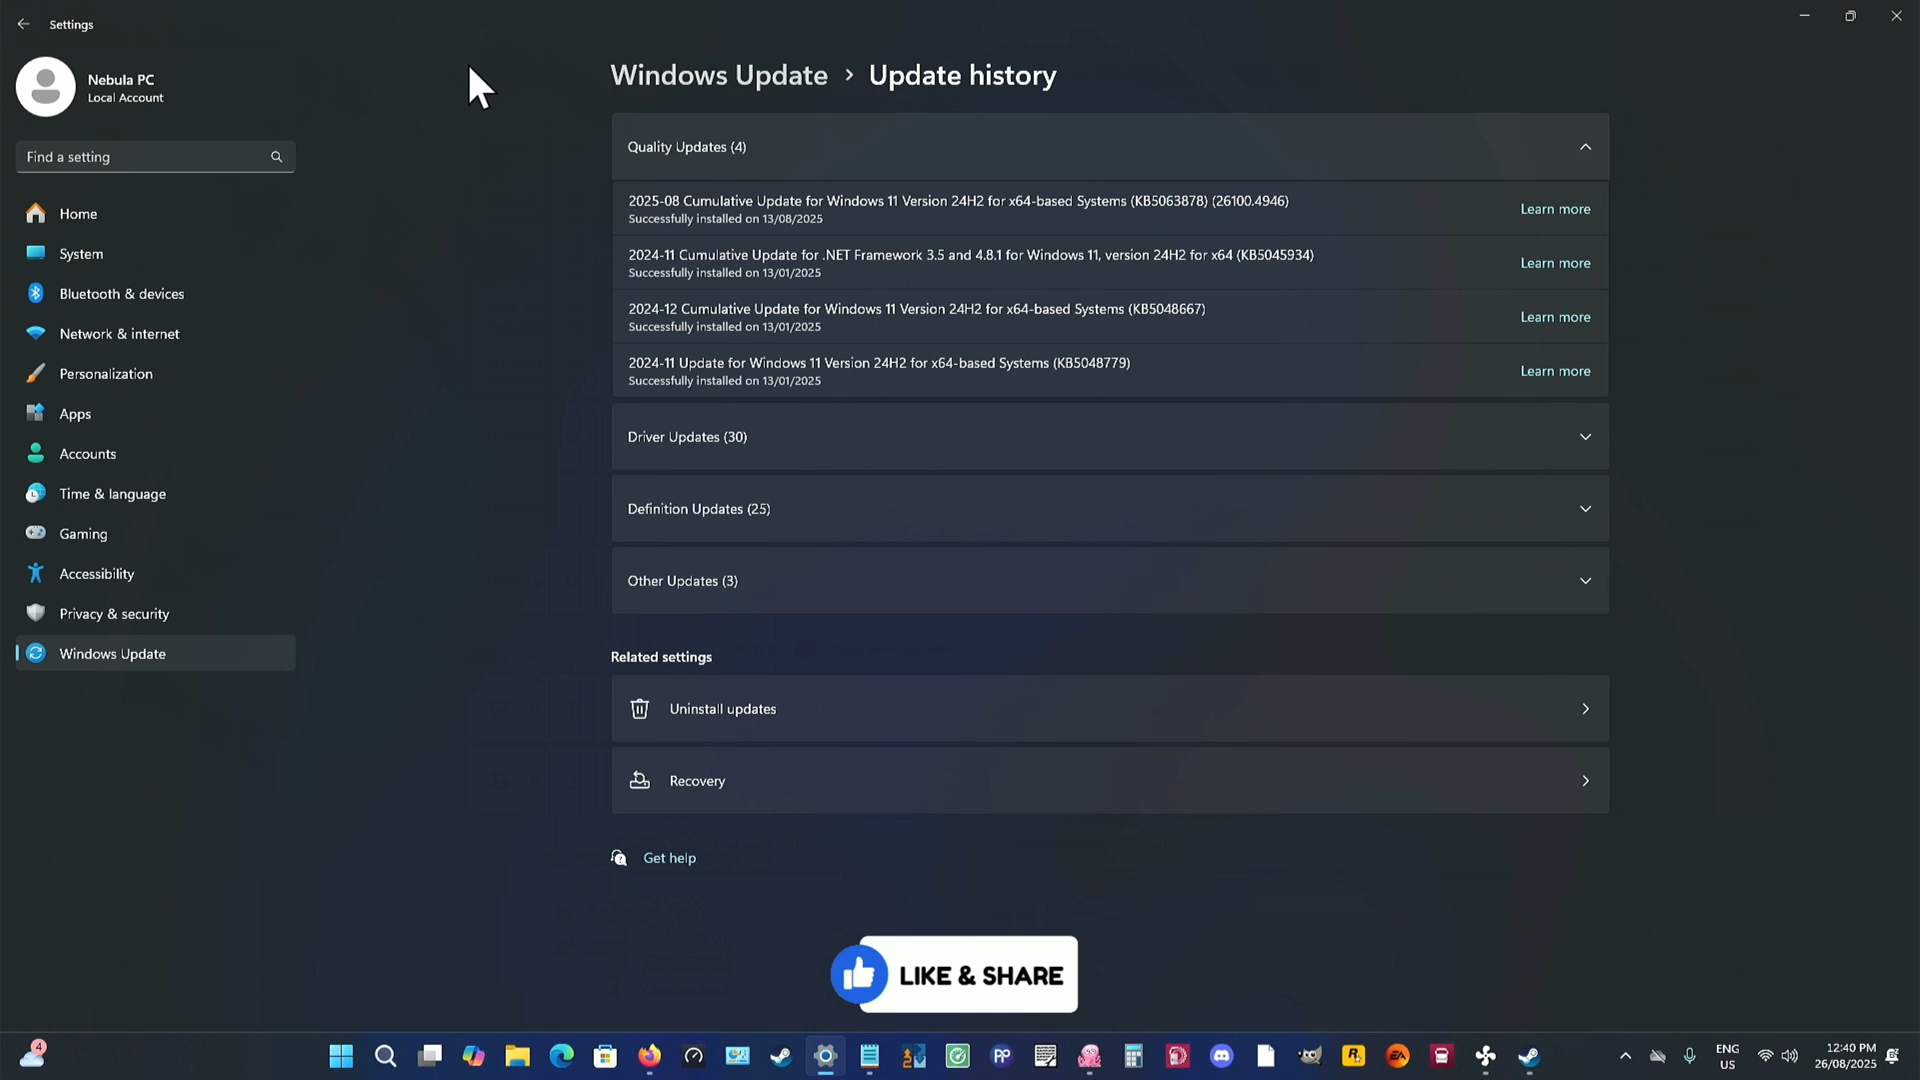 Settings
Nebula PC
Local Account
Find a setting
Home
System
Bluetooth & devices
Network & internet
Personalization
Apps
Accounts
Time & language
Gaming
Accessibility
Privacy & security
Windows Update
Windows Update › Update history
Quality Updates (4)
2025-08 Cumulative Update for Windows 11 Version 24H2 for x64-based Systems (KB5063878) (26100.4946)
Successfully installed on 13/08/2025
Learn more
2024-11 Cumulative Update for .NET Framework 3.5 and 4.8.1 for Windows 11, version 24H2 for x64 (KB5045934)
Successfully installed on 13/01/2025
Learn more
2024-12 Cumulative Update for Windows 11 Version 24H2 for x64-based Systems (KB5048667)
Successfully installed on 13/01/2025
Learn more
2024-11 Update for Windows 11 Version 24H2 for x64-based Systems (KB5048779)
Successfully installed on 13/01/2025
Learn more
Driver Updates (30)
Definition Updates (25)
Other Updates (3)
Related settings
Uninstall updates
Recovery
Get help
LIKE & SHARE
4
PP
R
EA
ENG
US
12:40 PM
26/08/2025